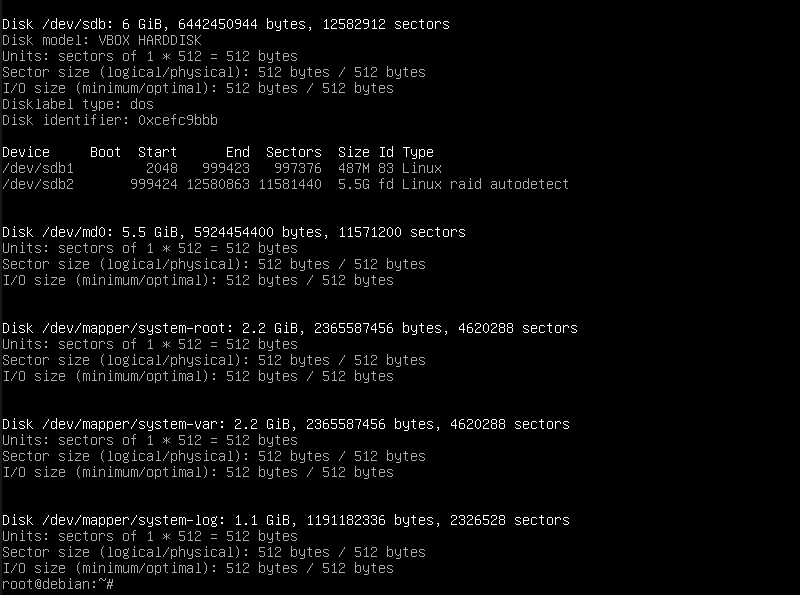 Disk /dev/sdb: 6 GiB, 6442450944 bytes, 12582912 sectors
Disk model: VBOX HARDDISK
Units: sectors of 1 * 512 = 512 bytes
Sector size (logical/physical): 512 bytes / 512 bytes
I/O size (minimum/optimal): 512 bytes / 512 bytes
Disklabel type: dos
Disk identifier: 0xcefc9bbb
Device     Boot  Start      End  Sectors  Size Id Type
/dev/sdb1         2048   999423   997376  487M 83 Linux
/dev/sdb2       999424 12580863 11581440  5.5G fd Linux raid autodetect
Disk /dev/md0: 5.5 GiB, 5924454400 bytes, 11571200 sectors
Units: sectors of 1 * 512 = 512 bytes
Sector size (logical/physical): 512 bytes / 512 bytes
I/O size (minimum/optimal): 512 bytes / 512 bytes
Disk /dev/mapper/system-root: 2.2 GiB, 2365587456 bytes, 4620288 sectors
Units: sectors of 1 * 512 = 512 bytes
Sector size (logical/physical): 512 bytes / 512 bytes
I/O size (minimum/optimal): 512 bytes / 512 bytes
Disk /dev/mapper/system-var: 2.2 GiB, 2365587456 bytes, 4620288 sectors
Units: sectors of 1 * 512 = 512 bytes
Sector size (logical/physical): 512 bytes / 512 bytes
I/O size (minimum/optimal): 512 bytes / 512 bytes
Disk /dev/mapper/system-log: 1.1 GiB, 1191182336 bytes, 2326528 sectors
Units: sectors of 1 * 512 = 512 bytes
Sector size (logical/physical): 512 bytes / 512 bytes
I/O size (minimum/optimal): 512 bytes / 512 bytes
root@debian:~#